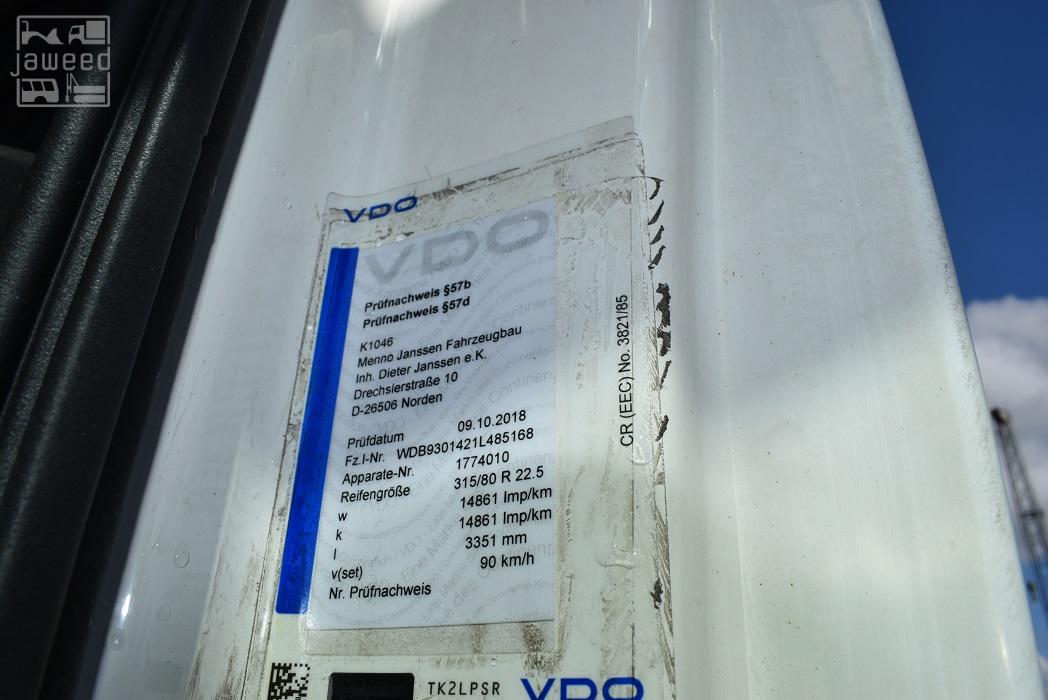 jaweed
VDO
VDO
Prüfnachweis §57b
Prüfnachweis §57d
K1046
Menno Janssen Fahrzeugbau
Inh. Dieter Janssen e.K.
Drechslerstraße 10
D-26506 Norden
Prüfdatum 09.10.2018
Fz.I-Nr. WDB9301421L485168
Apparate-Nr. 1774010
Reifengröße 315/80 R 22.5
w 14861 Imp/km
k 14861 Imp/km
l 3351 mm
v(set) 90 km/h
Nr. Prüfnachweis
CR (EEC) No. 3821/85
TK2LPSR
VDO